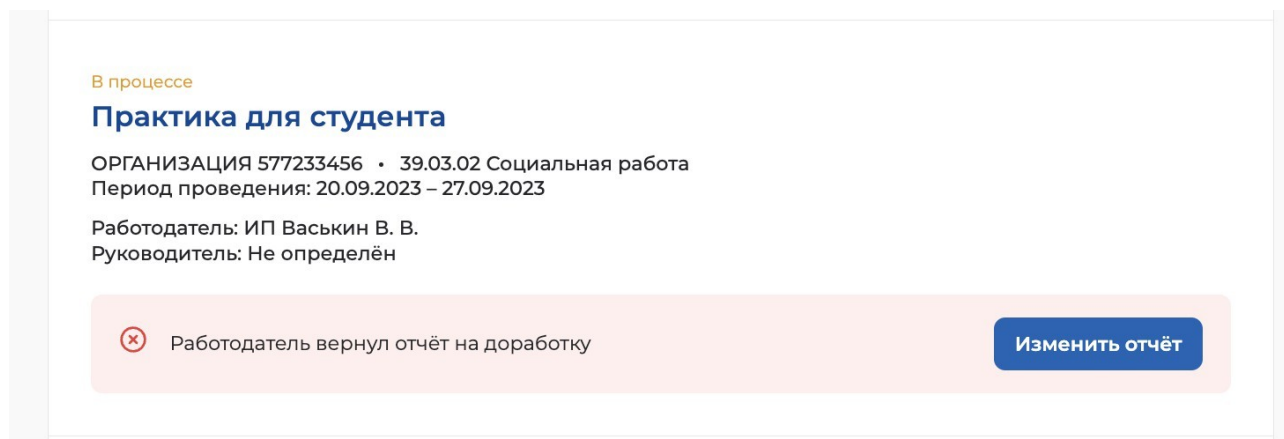 В процессе
Практика для студента
ОРГАНИЗАЦИЯ 577233456 • 39.03.02 Социальная работа
Период проведения: 20.09.2023 – 27.09.2023
Работодатель: ИП Васькин В. В.
Руководитель: Не определён
Работодатель вернул отчёт на доработку
Изменить отчёт